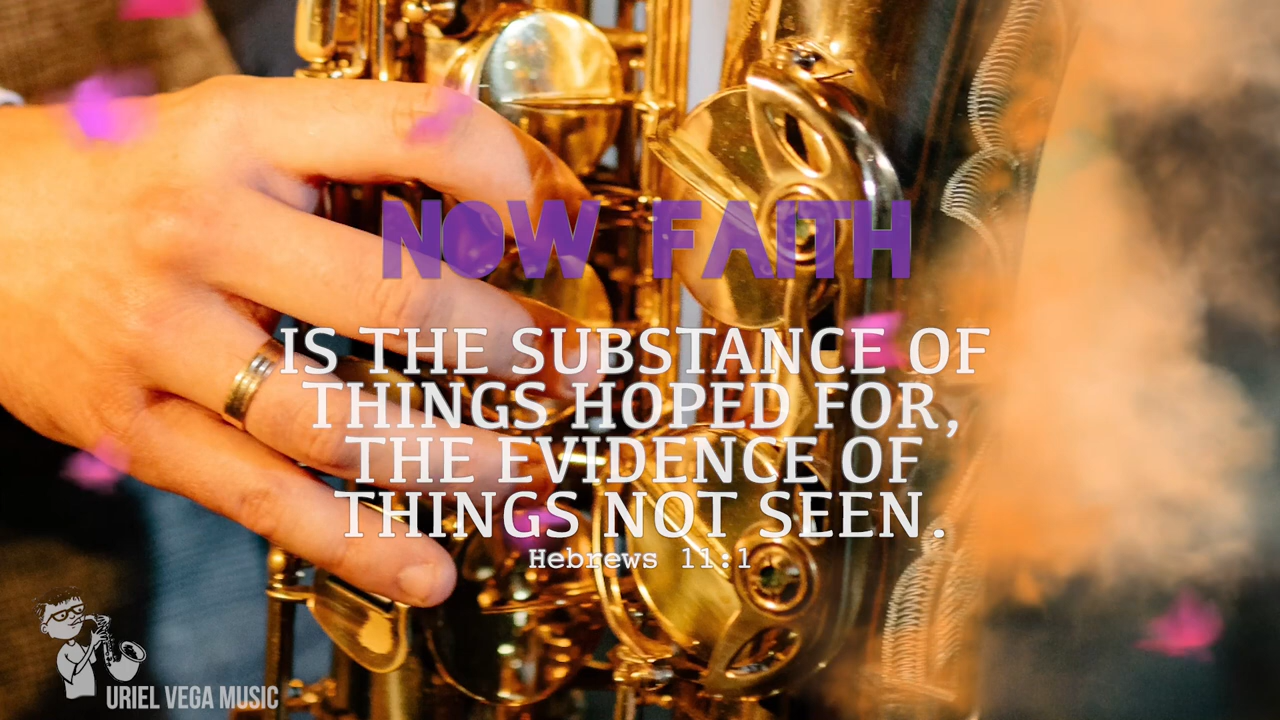 NOW FAITH
IS THE SUBSTANCE OF
THINGS HOPED FOR,
THE EVIDENCE OF
THINGS NOT SEEN.
Hebrews 11:1
URIEL VEGA MUSIC